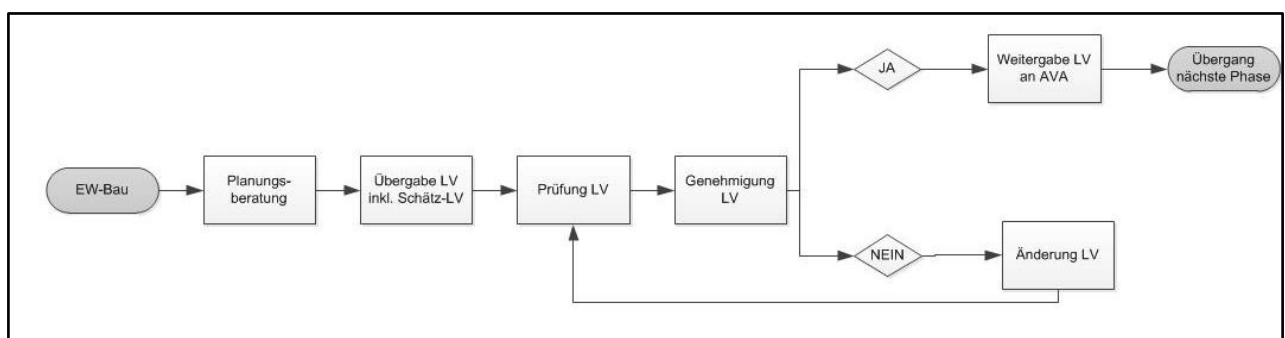 EW-Bau
Planungs-
beratung
Übergabe LV
inkl. Schätz-LV
Prüfung LV
Genehmigung
LV
JA
Weitergabe LV
an AVA
Übergang
nächste Phase
NEIN
Änderung LV